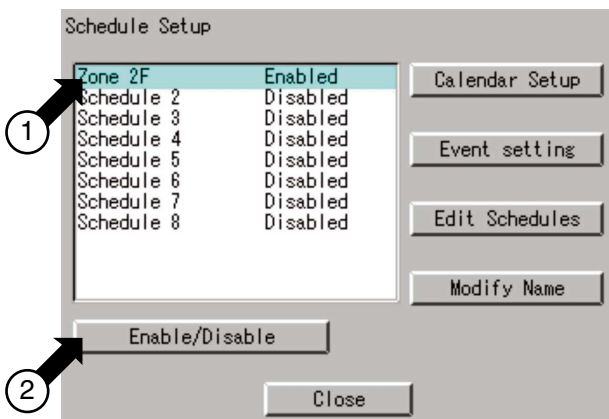 Schedule Setup
Zone 2F Enabled
Schedule 2 Disabled
Schedule 3 Disabled
Schedule 4 Disabled
Schedule 5 Disabled
Schedule 6 Disabled
Schedule 7 Disabled
Schedule 8 Disabled
Calendar Setup
Event setting
Edit Schedules
Modify Name
1
Enable/Disable
2
Close